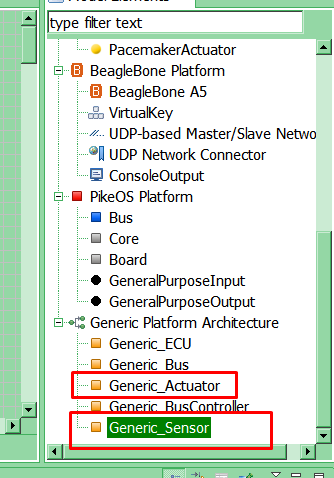 type filter text
PacemakerActuator
BeagleBone Platform
BeagleBone A5
VirtualKey
UDP-based Master/Slave Netwo
UDP Network Connector
ConsoleOutput
PikeOS Platform
Bus
Core
Board
GeneralPurposeInput
GeneralPurposeOutput
Generic Platform Architecture
Generic_ECU
Generic_Bus
Generic_Actuator
Generic_BusController
Generic_Sensor